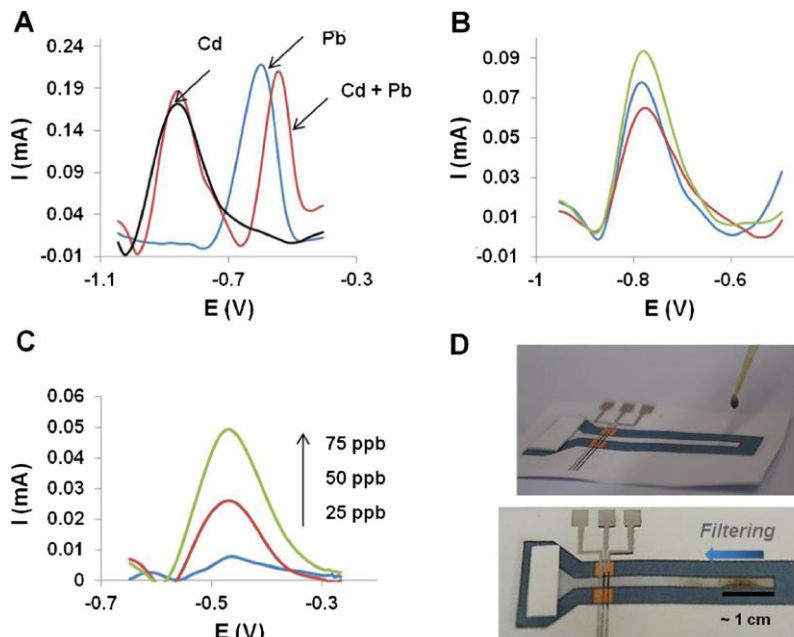 A
0.24
0.19
0.14
0.09
0.04
-0.01
I (mA)
Cd
Pb
Cd + Pb
-1.1
-0.7
-0.3
E (V)
B
0.09
0.07
0.05
0.03
0.01
-0.01
I (mA)
-1
-0.8
-0.6
E (V)
C
0.06
0.05
0.04
0.03
0.02
0.01
0
I (mA)
75 ppb
50 ppb
25 ppb
-0.7
-0.5
-0.3
E (V)
D
Filtering
~ 1 cm